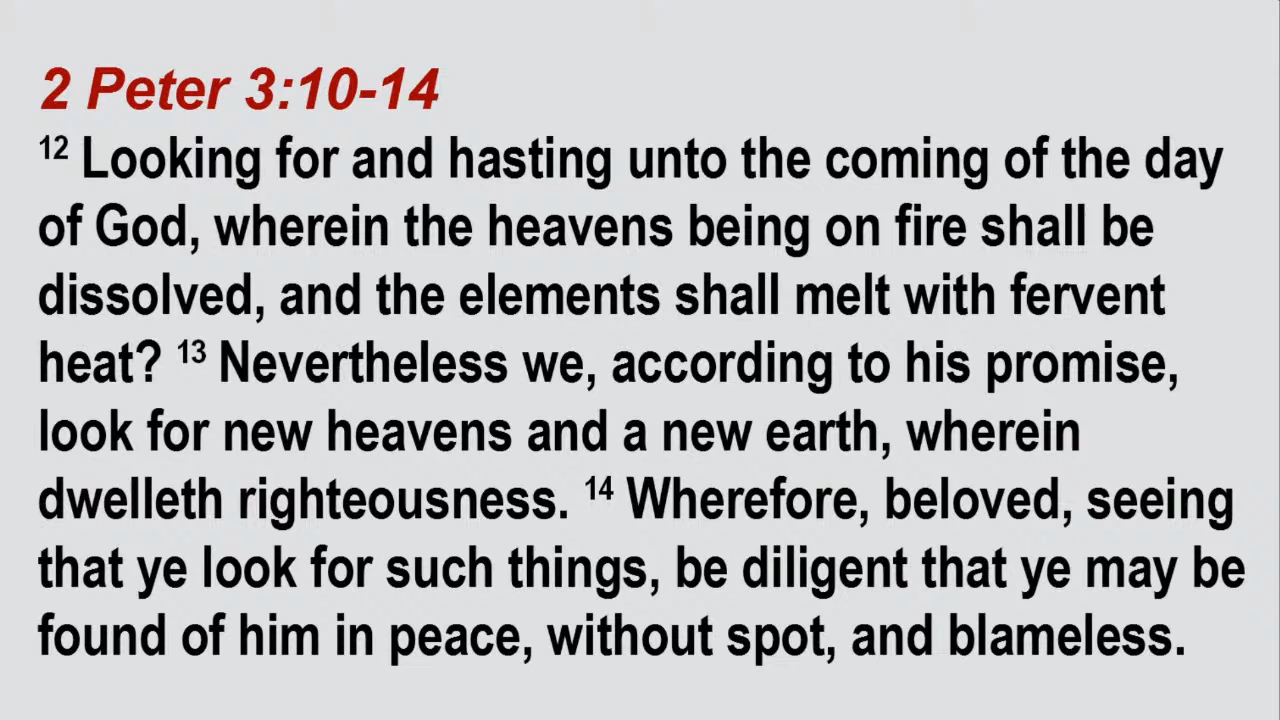 2 Peter 3:10-14
12 Looking for and hasting unto the coming of the day
of God, wherein the heavens being on fire shall be
dissolved, and the elements shall melt with fervent
heat? 13 Nevertheless we, according to his promise,
look for new heavens and a new earth, wherein
dwelleth righteousness. 14 Wherefore, beloved, seeing
that ye look for such things, be diligent that ye may be
found of him in peace, without spot, and blameless.